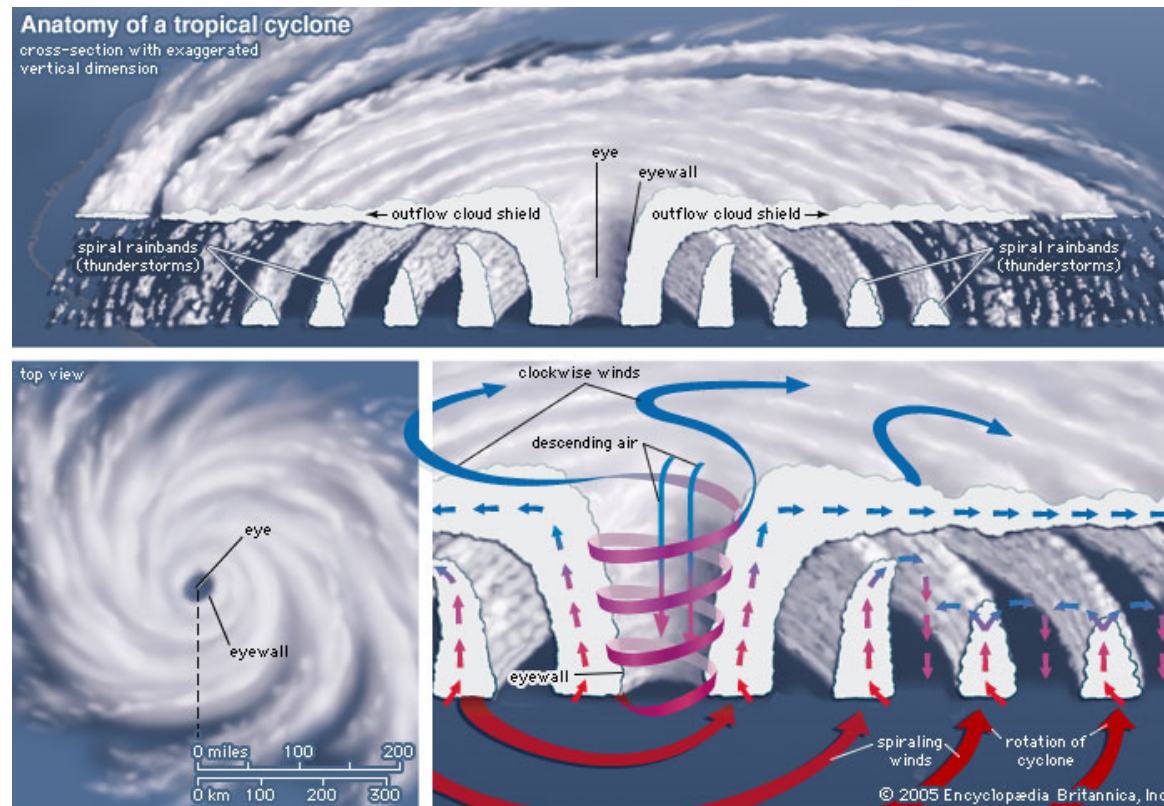 Anatomy of a tropical cyclone
cross-section with exaggerated
vertical dimension
eye
eyewall
outflow cloud shield
outflow cloud shield
spiral rainbands
(thunderstorms)
spiral rainbands
(thunderstorms)
top view
eye
eyewall
0 miles 100 200
0 km 100 200 300
clockwise winds
descending air
eyewall
spiraling
winds
rotation of
cyclone
© 2005 Encyclopædia Britannica, Inc